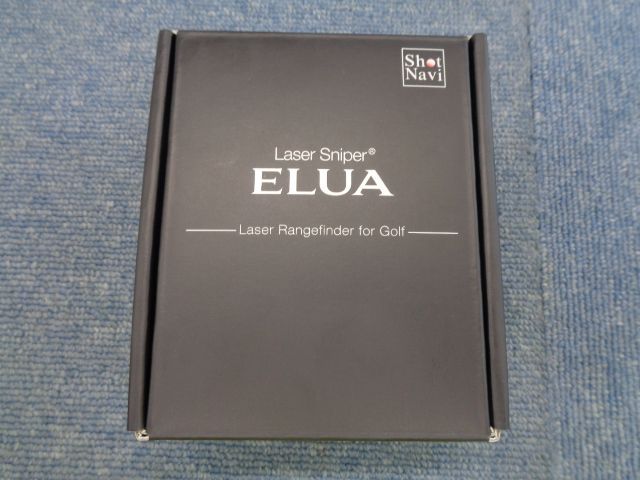 Shot
Navi
Laser Sniper®
ELUA
Laser Rangefinder for Golf